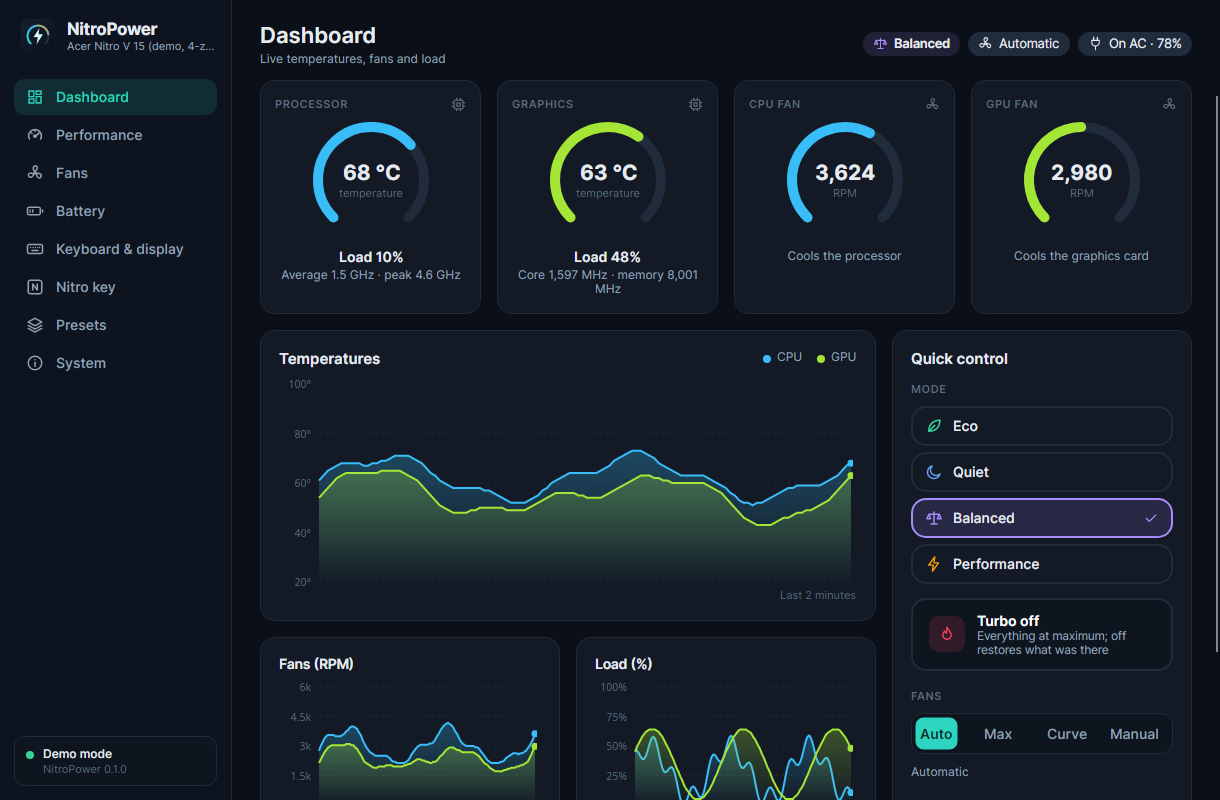 NitroPower
Acer Nitro V 15 (demo, 4-z...
Dashboard
Performance
Fans
Battery
Keyboard & display
Nitro key
Presets
System
Demo mode
NitroPower 0.1.0
Dashboard
Live temperatures, fans and load
Balanced
Automatic
On AC · 78%
PROCESSOR
68 °C
temperature
Load 10%
Average 1.5 GHz · peak 4.6 GHz
GRAPHICS
63 °C
temperature
Load 48%
Core 1,597 MHz · memory 8,001
MHz
CPU FAN
3,624
RPM
Cools the processor
GPU FAN
2,980
RPM
Cools the graphics card
Temperatures
CPU
GPU
100°
80°
60°
40°
20°
Last 2 minutes
Fans (RPM)
6k
4.5k
3k
1.5k
Load (%)
100%
75%
50%
25%
Quick control
MODE
Eco
Quiet
Balanced
Performance
Turbo off
Everything at maximum; off
restores what was there
FANS
Auto
Max
Curve
Manual
Automatic